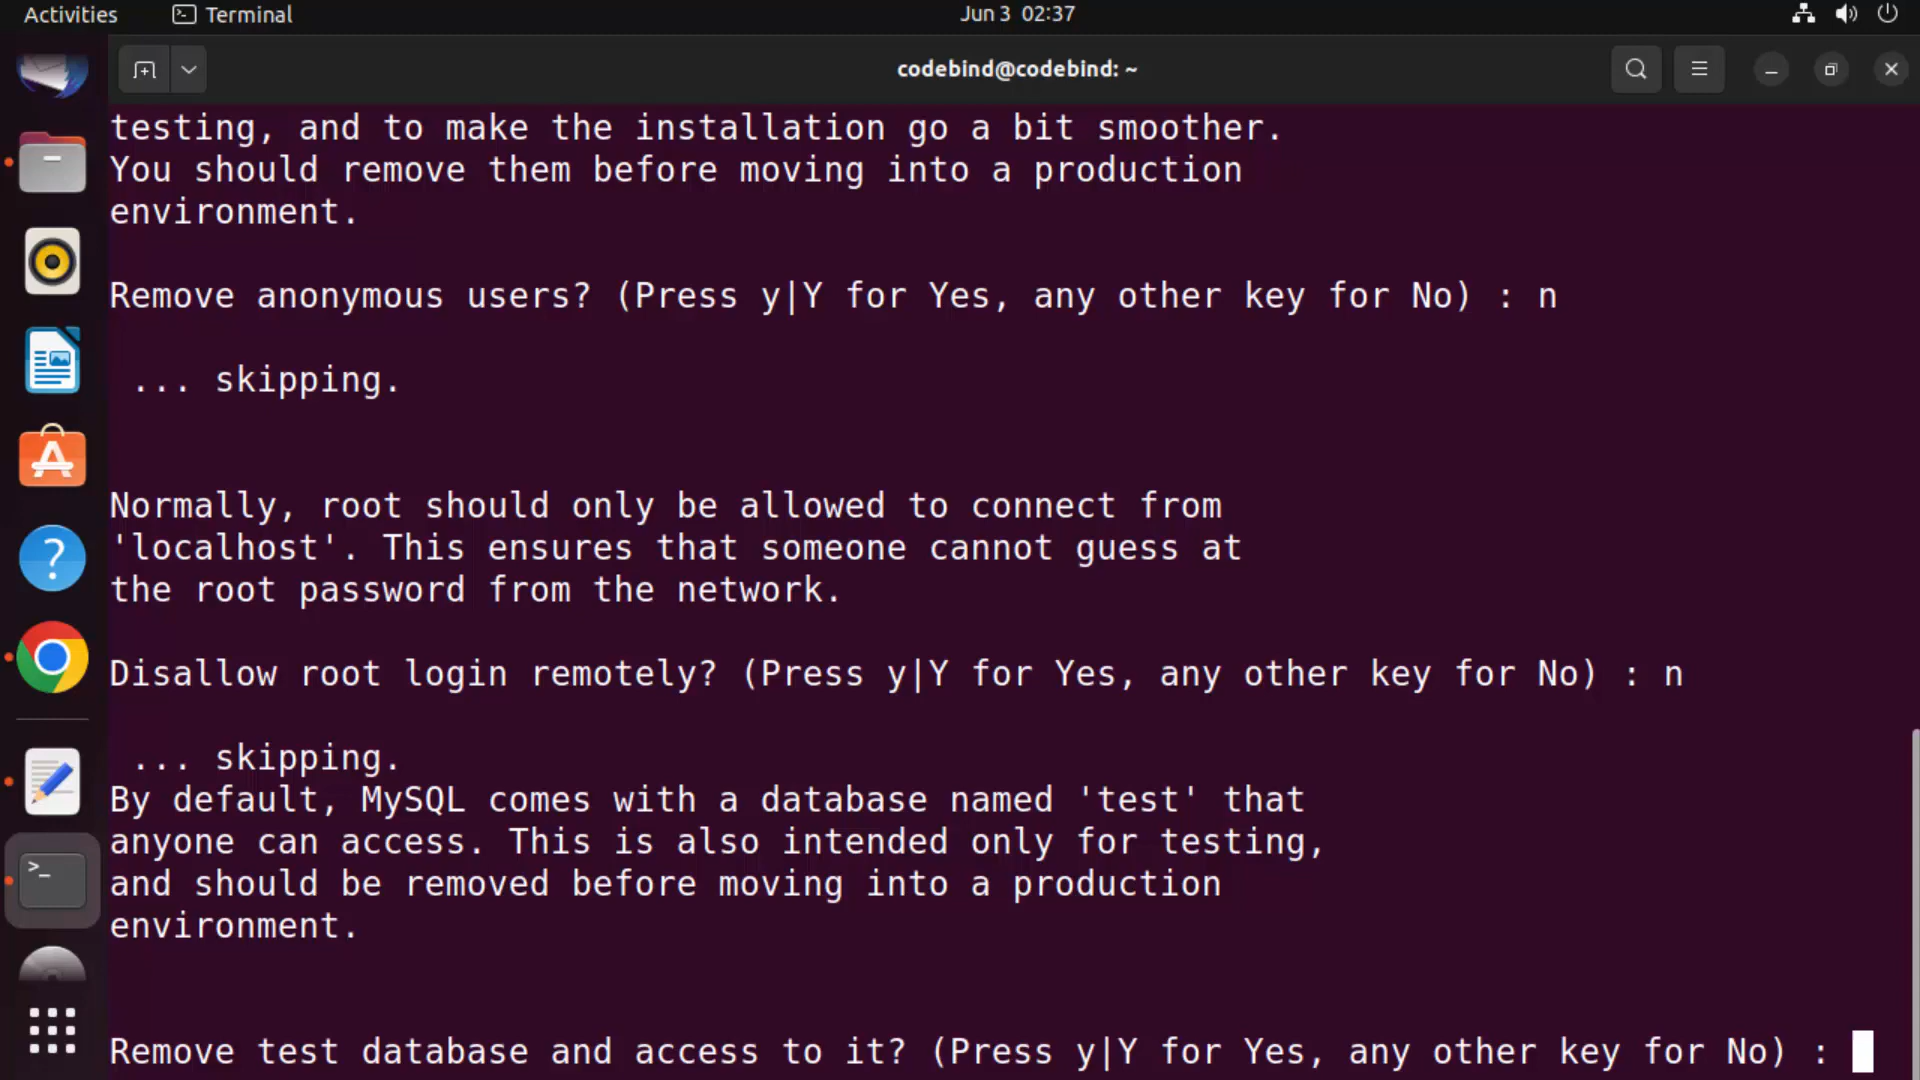 Activities Terminal Jun 3 02:37
codebind@codebind: ~
testing, and to make the installation go a bit smoother.
You should remove them before moving into a production
environment.
Remove anonymous users? (Press y|Y for Yes, any other key for No) : n
... skipping.
Normally, root should only be allowed to connect from
'localhost'. This ensures that someone cannot guess at
the root password from the network.
Disallow root login remotely? (Press y|Y for Yes, any other key for No) : n
... skipping.
By default, MySQL comes with a database named 'test' that
anyone can access. This is also intended only for testing,
and should be removed before moving into a production
environment.
Remove test database and access to it? (Press y|Y for Yes, any other key for No) :